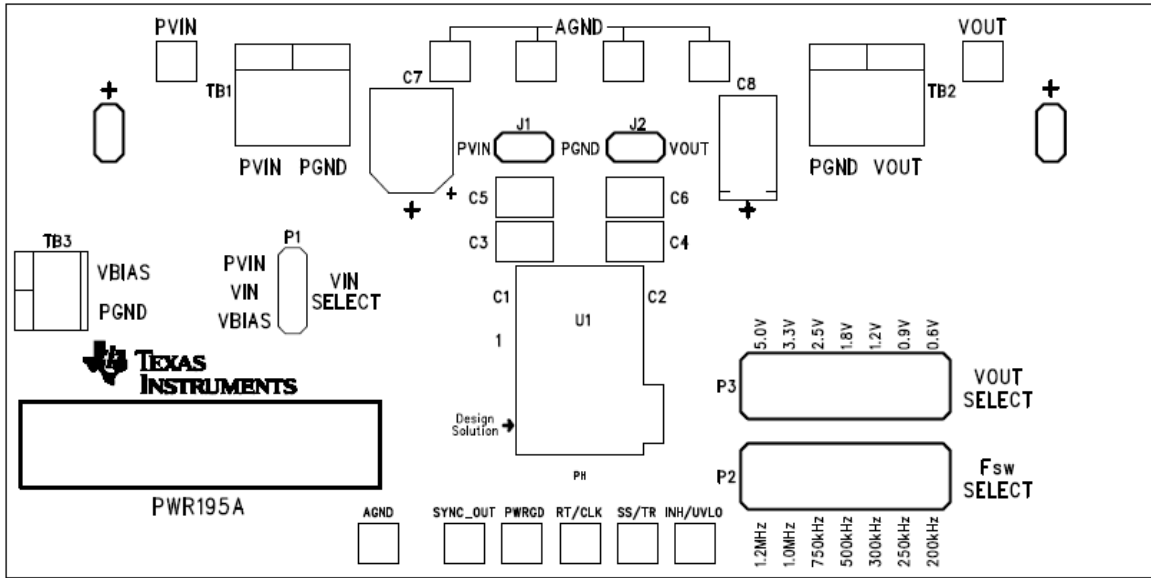 PVIN
AGND
VOUT
TB1
C7
C8
TB2
+
+
PVIN PGND
J1
J2
PVIN
PGND
VOUT
PGND VOUT
C5
C6
+
+
+
C3
C4
TB3
VBIAS
PGND
P1
PVIN
VIN
VBIAS
VIN
SELECT
C1
C2
U1
1
TEXAS
INSTRUMENTS
Design
Solution
PH
5.0V
3.3V
2.5V
1.8V
1.2V
0.9V
0.6V
P3
VOUT
SELECT
P2
Fsw
SELECT
1.2MHz
1.0MHz
750kHz
500kHz
300kHz
250kHz
200kHz
PWR195A
AGND
SYNC_OUT
PWRGD
RT/CLK
SS/TR
INH/UVLO